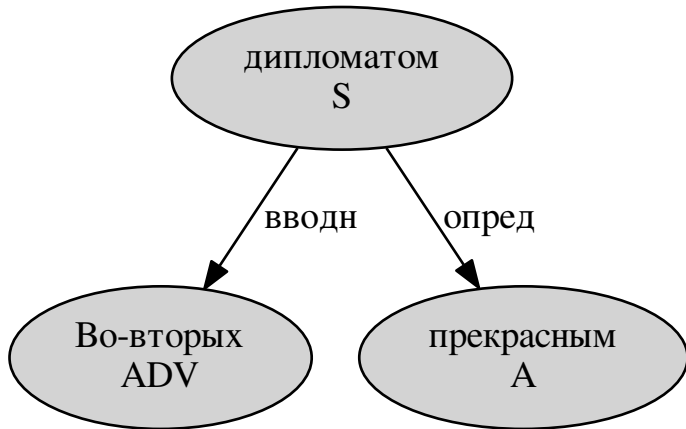 дипломатом
S
вводн
опред
Во-вторых
ADV
прекрасным
A